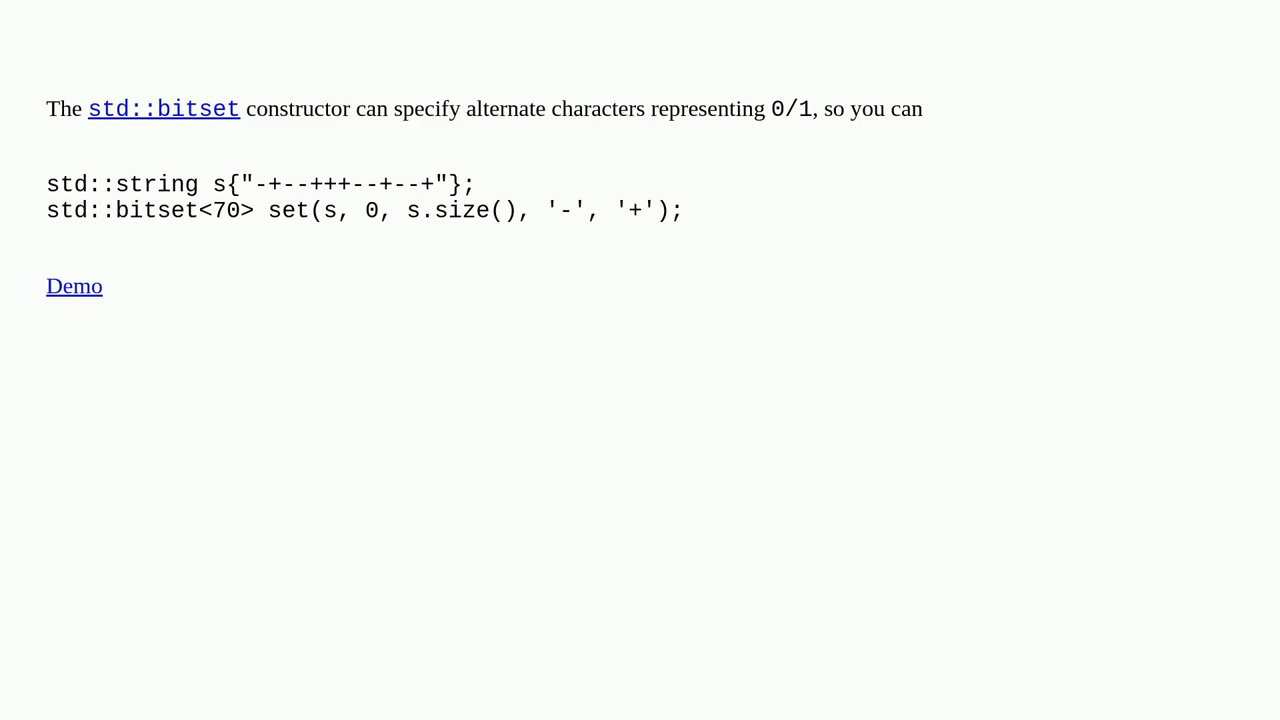 The std::bitset constructor can specify alternate characters representing 0/1, so you can
std::string s{"-+--+++--+--+"};
std::bitset<70> set(s, 0, s.size(), '-', '+');
Demo